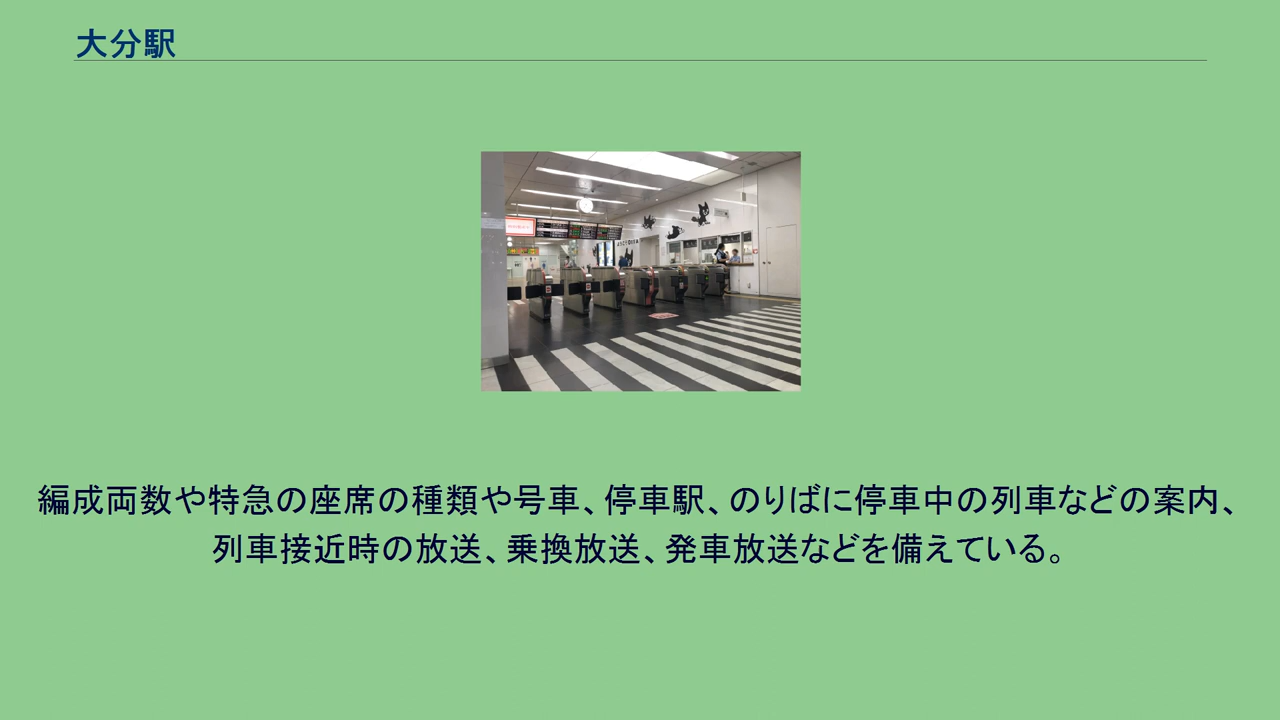 大分駅
編成両数や特急の座席の種類や号車、停車駅、のりばに停車中の列車などの案内、
列車接近時の放送、乗換放送、発車放送などを備えている。